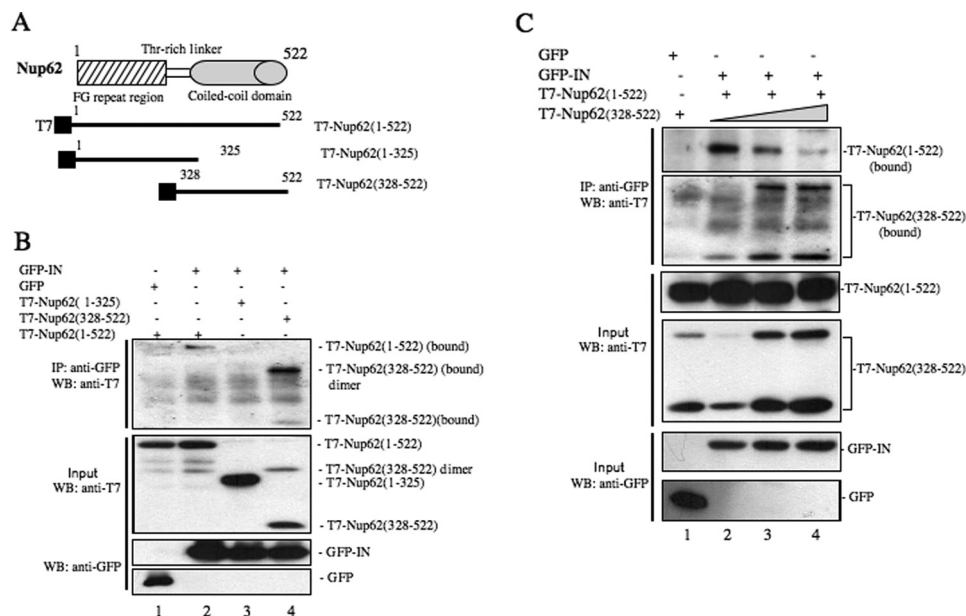 A
1
522
Thr-rich linker
Nup62
FG repeat region
Coiled-coil domain
T7
1
522
T7-Nup62(1-522)
1
325
T7-Nup62(1-325)
328
522
T7-Nup62(328-522)
B
GFP-IN - + + +
GFP + - - -
T7-Nup62( 1-325) - - + -
T7-Nup62(328-522) - - - +
T7-Nup62(1-522) + + - -
IP: anti-GFP
WB: anti-T7
- T7-Nup62(1-522) (bound)
- T7-Nup62(328-522) (bound)
dimer
- T7-Nup62(328-522)(bound)
Input
WB: anti-T7
- T7-Nup62(1-522)
- T7-Nup62(328-522) dimer
- T7-Nup62(1-325)
- T7-Nup62(328-522)
WB: anti-GFP
- GFP-IN
- GFP
1 2 3 4
C
GFP + - - -
GFP-IN - + + +
T7-Nup62(1-522) - + + +
T7-Nup62(328-522) +
IP: anti-GFP
WB: anti-T7
-T7-Nup62(1-522)
(bound)
T7-Nup62(328-522)
(bound)
Input
WB: anti-T7
-T7-Nup62(1-522)
-T7-Nup62(328-522)
Input
WB: anti-GFP
- GFP-IN
- GFP
1 2 3 4